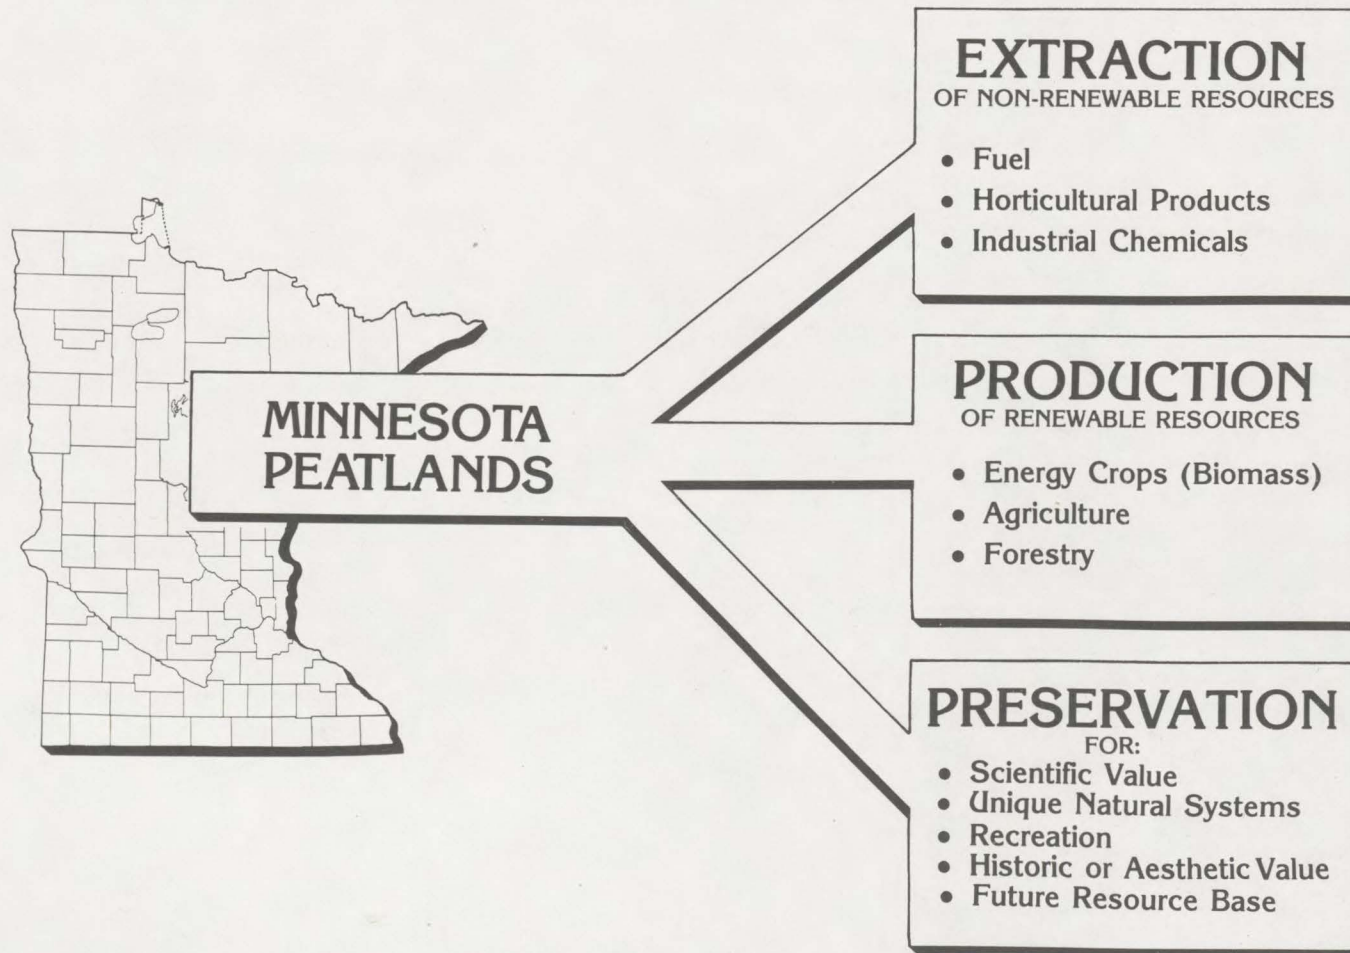 MINNESOTA
PEATLANDS
EXTRACTION
OF NON-RENEWABLE RESOURCES
• Fuel
• Horticultural Products
• Industrial Chemicals
PRODUCTION
OF RENEWABLE RESOURCES
• Energy Crops (Biomass)
• Agriculture
• Forestry
PRESERVATION
FOR:
• Scientific Value
• Unique Natural Systems
• Recreation
• Historic or Aesthetic Value
• Future Resource Base